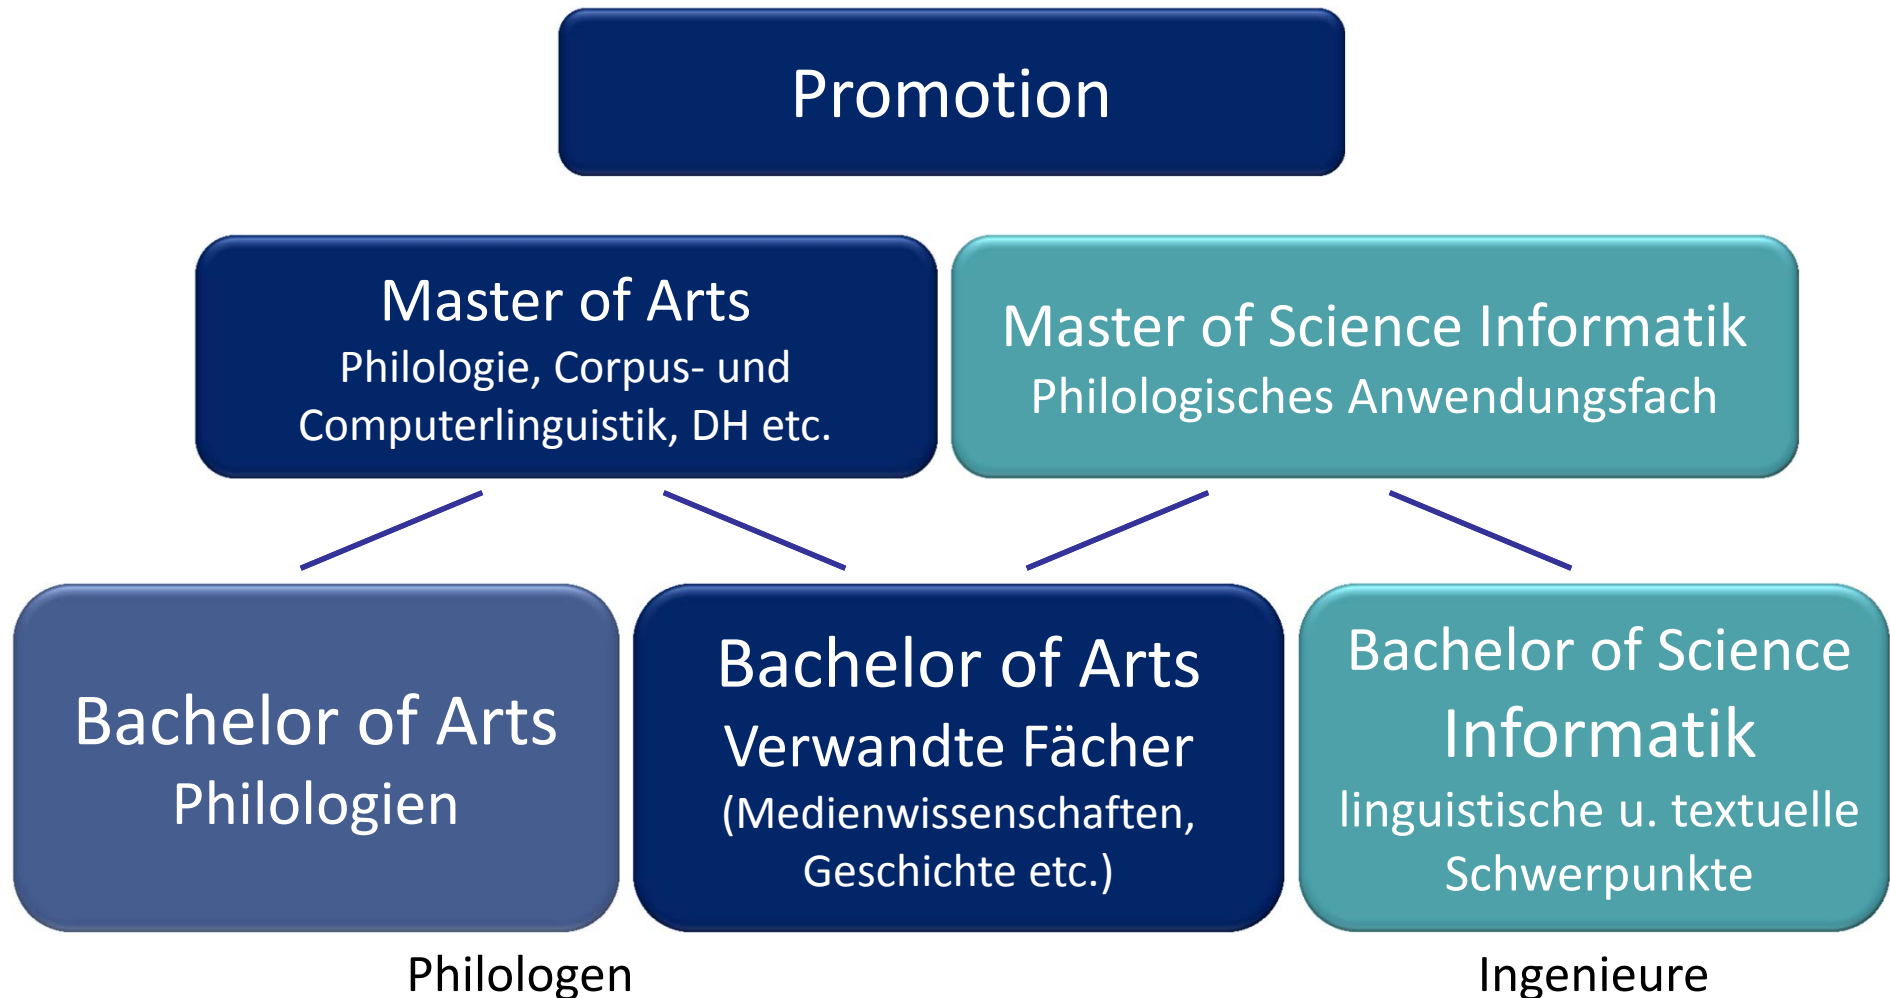 Promotion
Master of Arts
Philologie, Corpus- und
Computerlinguistik, DH etc.
Master of Science Informatik
Philologisches Anwendungsfach
Bachelor of Arts
Philologien
Bachelor of Arts
Verwandte Fächer
(Medienwissenschaften,
Geschichte etc.)
Bachelor of Science
Informatik
linguistische u. textuelle
Schwerpunkte
Philologen
Ingenieure